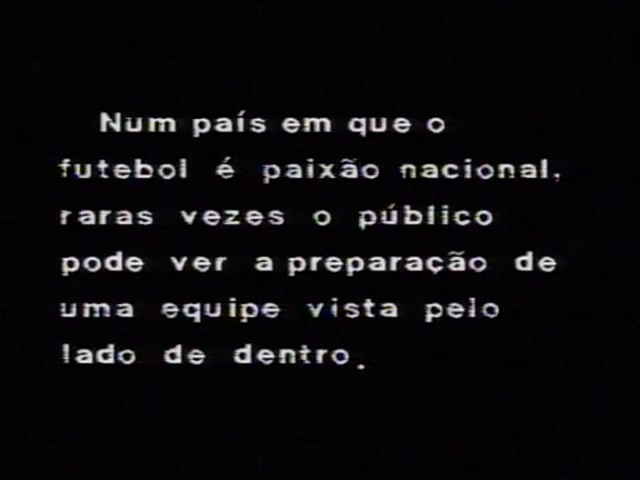 Num país em que o
futebol é paixão nacional,
raras vezes o público
pode ver a preparação de
uma equipe vista pelo
lado de dentro.